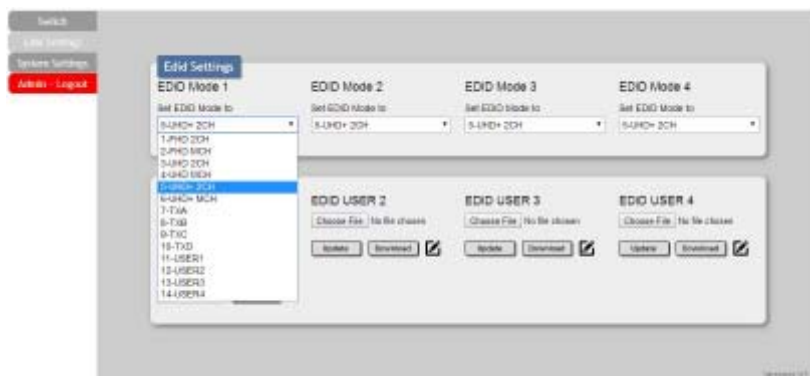 Switch
Edid Settings
System Settings
Admin - Logout
Edid Settings
EDID Mode 1
EDID Mode 2
EDID Mode 3
EDID Mode 4
Set EDID Mode to
Set EDID Mode to
Set EDID Mode to
Set EDID Mode to
5-UHD+ 2CH
5-UHD+ 2CH
5-UHD+ 2CH
5-UHD+ 2CH
1-FHD 2CH
2-FHD MCH
3-UHD 2CH
4-UHD MCH
5-UHD+ 2CH
6-UHD+ MCH
7-TXA
8-TXB
9-TXC
10-TXD
11-USER1
12-USER2
13-USER3
14-USER4
EDID USER 2
EDID USER 3
EDID USER 4
Choose File No file chosen
Choose File No file chosen
Choose File No file chosen
Update Download
Update Download
Update Download